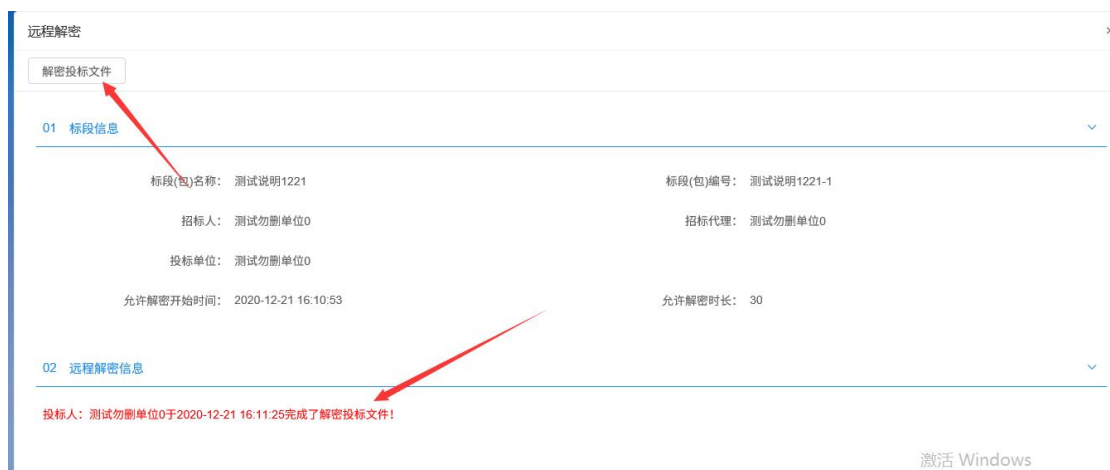 远程解密
解密投标文件
01 标段信息
标段(包)名称： 测试说明1221 标段(包)编号： 测试说明1221-1
招标人： 测试勿删单位0 招标代理： 测试勿删单位0
投标单位： 测试勿删单位0
允许解密开始时间： 2020-12-21 16:10:53 允许解密时长： 30
02 远程解密信息
投标人：测试勿删单位0于2020-12-21 16:11:25完成了解密投标文件！
激活 Windows